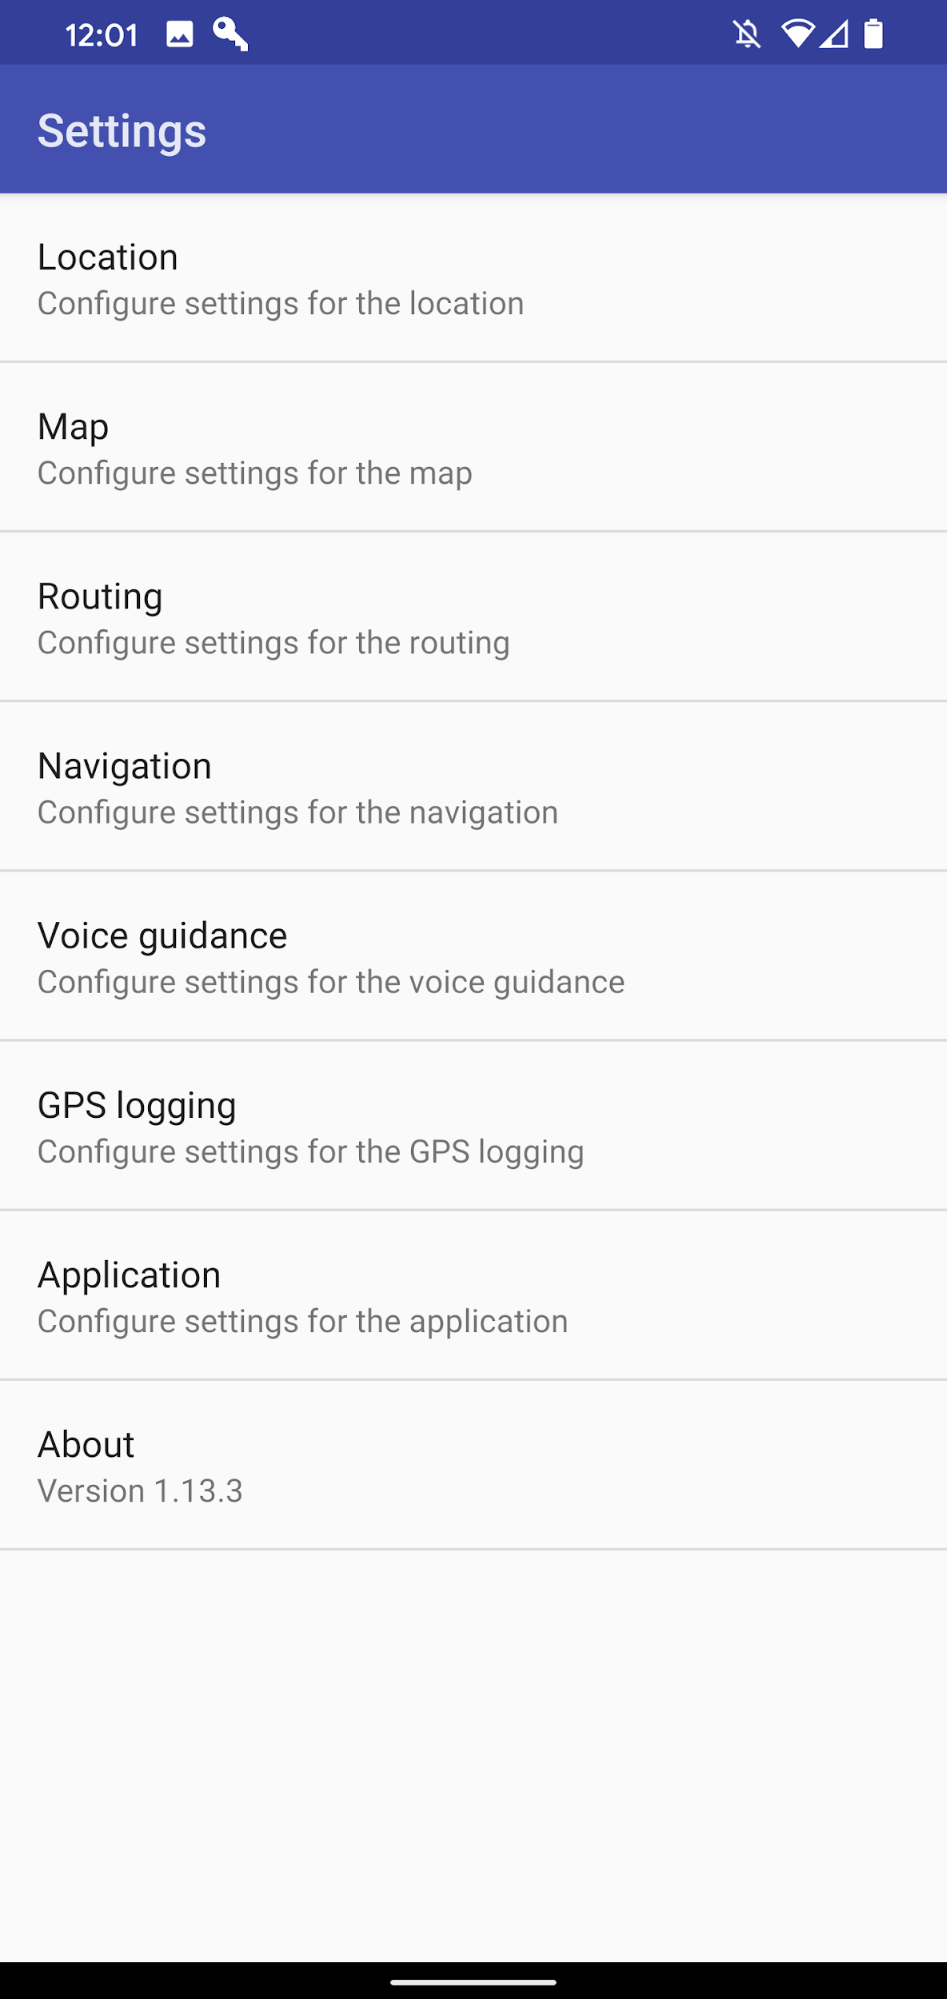 12:01
Settings
Location
Configure settings for the location
Map
Configure settings for the map
Routing
Configure settings for the routing
Navigation
Configure settings for the navigation
Voice guidance
Configure settings for the voice guidance
GPS logging
Configure settings for the GPS logging
Application
Configure settings for the application
About
Version 1.13.3